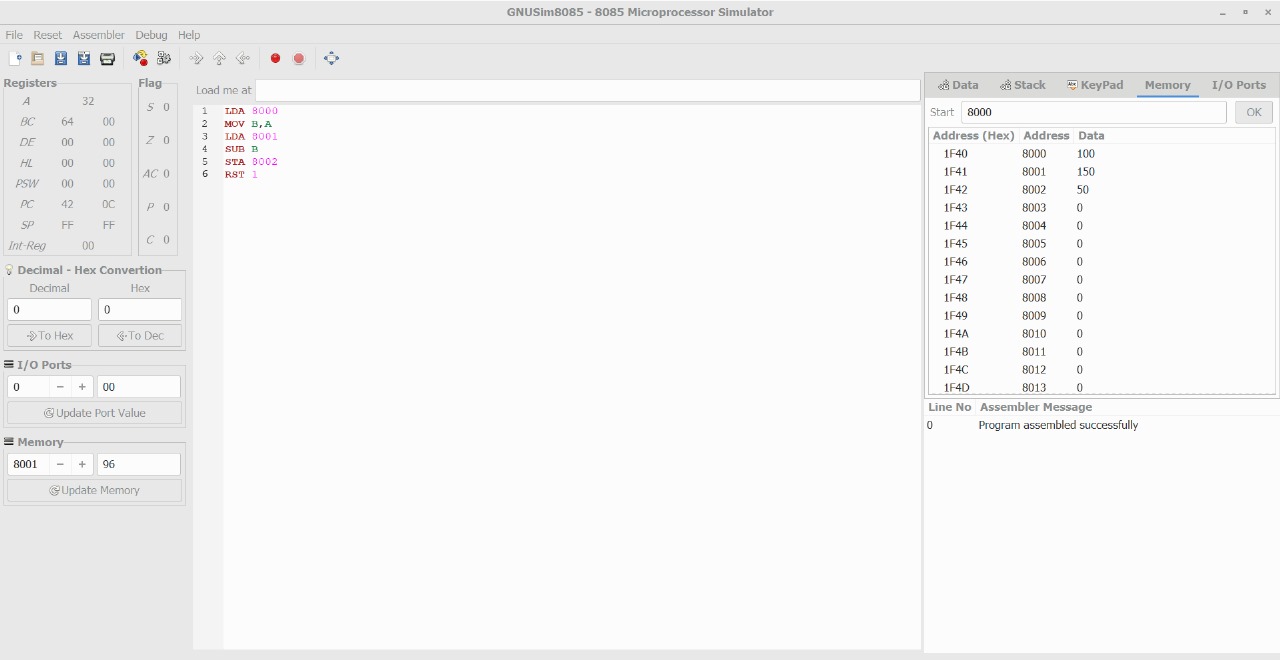 GNUSim8085 - 8085 Microprocessor Simulator
File Reset Assembler Debug Help
Registers
A 32
BC 64 00
DE 00 00
HL 00 00
PSW 00 00
PC 42 0C
SP FF FF
Int-Reg 00
Flag
S 0
Z 0
AC 0
P 0
C 0
Decimal - Hex Convertion
Decimal Hex
0 0
To Hex To Dec
I/O Ports
0 − + 00
Update Port Value
Memory
8001 − + 96
Update Memory
Load me at
1 LDA 8000
2 MOV B,A
3 LDA 8001
4 SUB B
5 STA 8002
6 RST 1
Data Stack KeyPad Memory I/O Ports
Start 8000 OK
Address (Hex) Address Data
1F40 8000 100
1F41 8001 150
1F42 8002 50
1F43 8003 0
1F44 8004 0
1F45 8005 0
1F46 8006 0
1F47 8007 0
1F48 8008 0
1F49 8009 0
1F4A 8010 0
1F4B 8011 0
1F4C 8012 0
1F4D 8013 0
Line No Assembler Message
0 Program assembled successfully